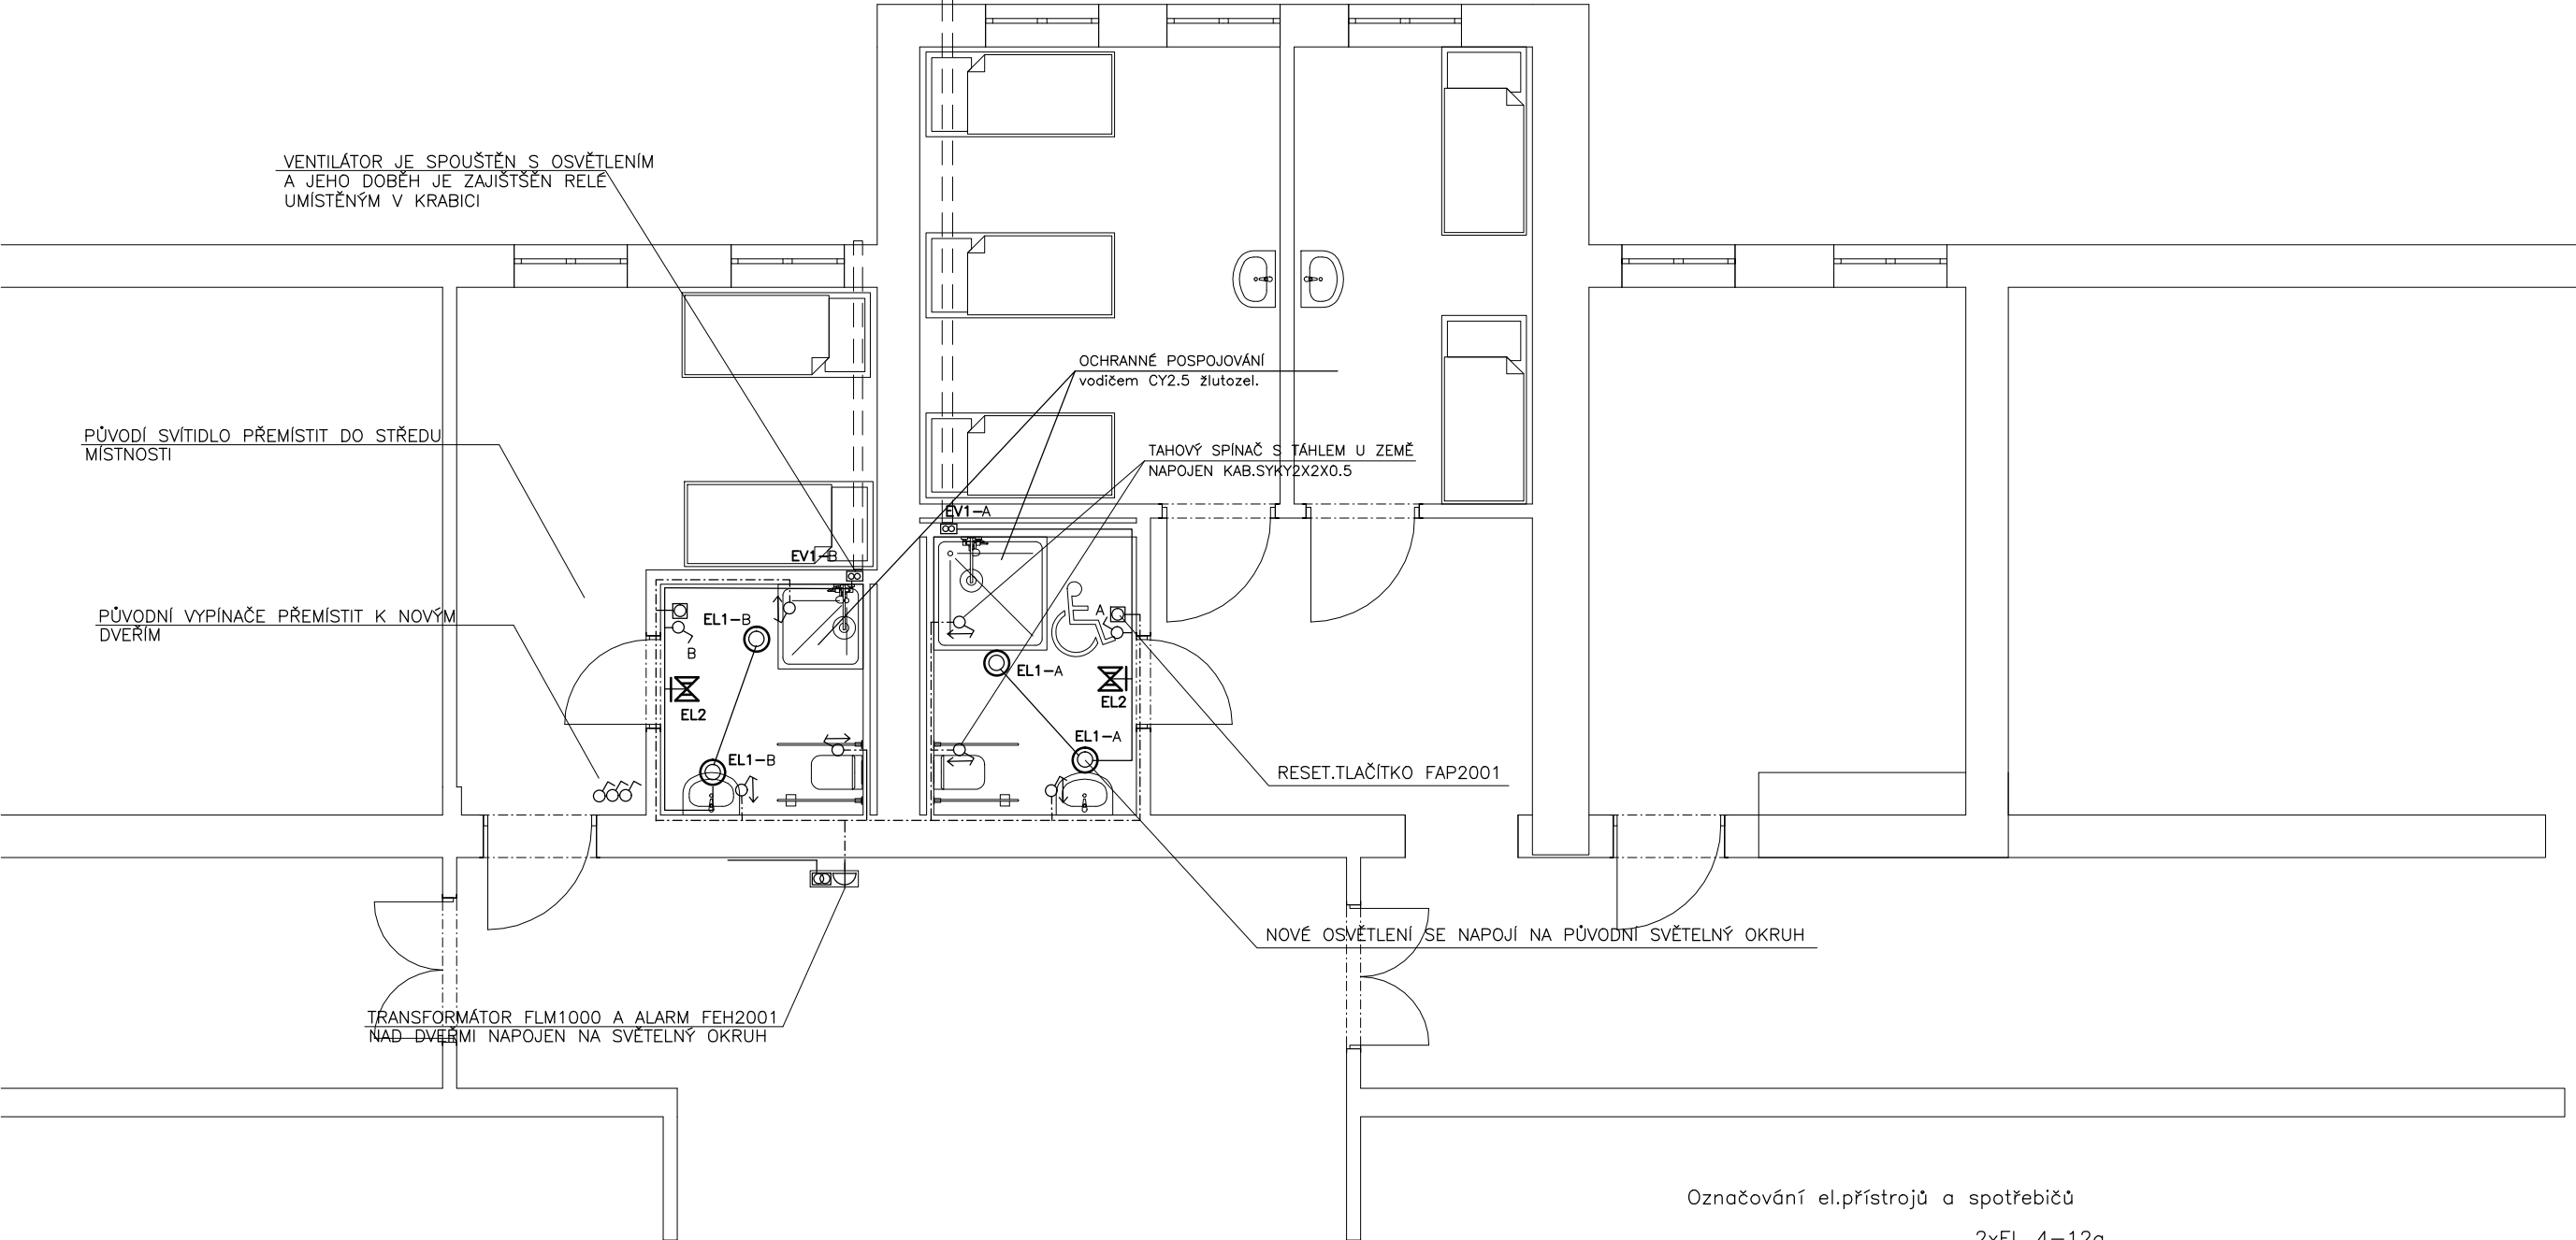 VENTILÁTOR JE SPOUŠTĚN S OSVĚTLENÍM
A JEHO DOBĚH JE ZAJIŠTŠĚN RELÉ
UMÍSTĚNÝM V KRABICI
OCHRANNÉ POSPOJOVÁNÍ
vodičem CY2.5 žlutozel.
PŮVODÍ SVÍTIDLO PŘEMÍSTIT DO STŘEDU
MÍSTNOSTI
TAHOVÝ SPÍNAČ S TÁHLEM U ZEMĚ
NAPOJEN KAB.SYKY2X2X0.5
EV1-A
EV1-B
PŮVODNÍ VYPÍNAČE PŘEMÍSTIT K NOVÝM
DVEŘÍM
EL1-B
B
A
EL1-A
EL2
EL2
EL1-A
EL1-B
RESET.TLAČÍTKO FAP2001
NOVÉ OSVĚTLENÍ SE NAPOJÍ NA PŮVODNÍ SVĚTELNÝ OKRUH
TRANSFORMÁTOR FLM1000 A ALARM FEH2001
NAD DVEŘMI NAPOJEN NA SVĚTELNÝ OKRUH
Označování el.přístrojů a spotřebičů
2xEL 4-12a